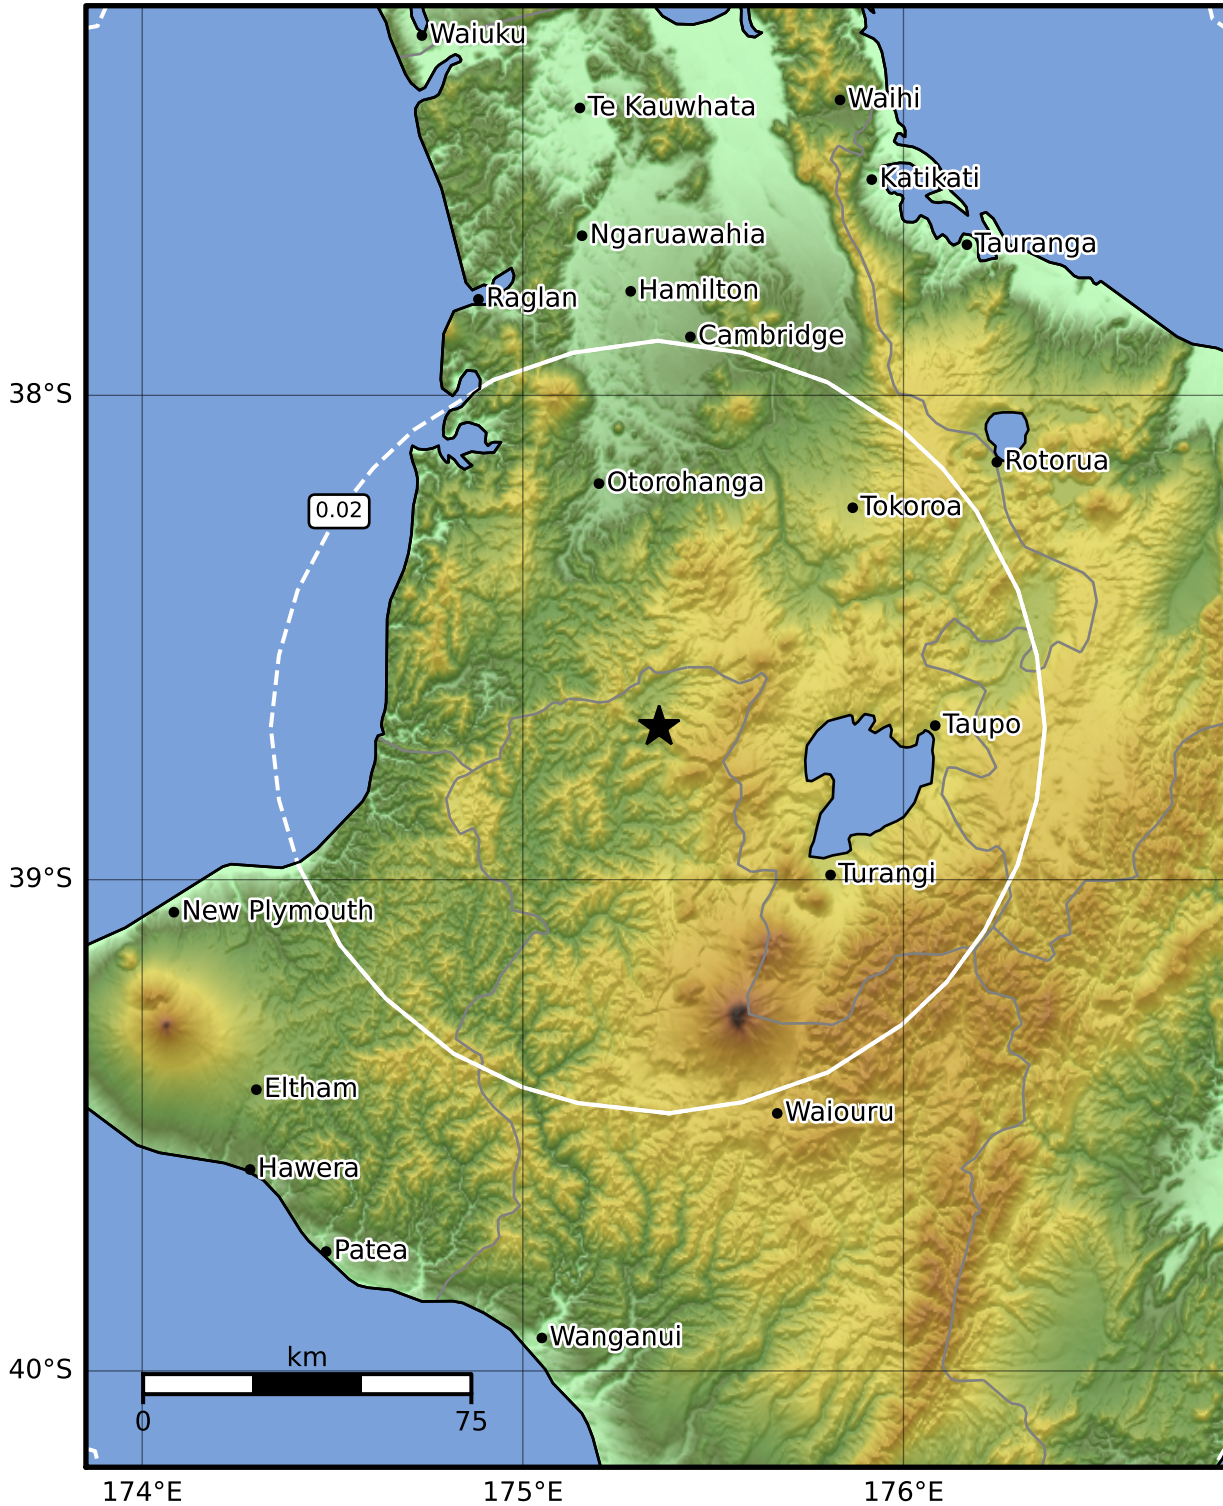 Waiuku
Waihi
Te Kauwhata
Katikati
Ngaruawahia
Tauranga
Hamilton
Raglan
Cambridge
38°S
Rotorua
Otorohanga
Tokoroa
0.02
Taupo
Turangi
39°S
New Plymouth
Eltham
Waiouru
Hawera
Patea
Wanganui
km
40°S
0 75
174°E 175°E 176°E